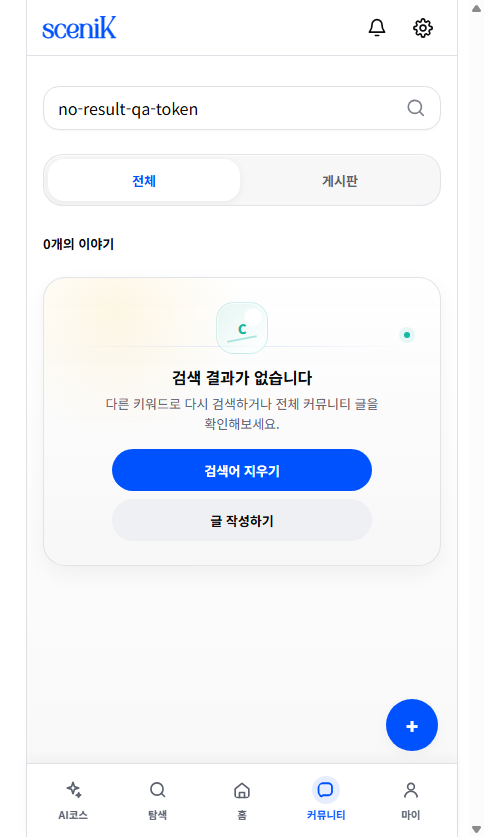 sceniK
no-result-qa-token
전체
게시판
0개의 이야기
C
검색 결과가 없습니다
다른 키워드로 다시 검색하거나 전체 커뮤니티 글을
확인해보세요.
검색어 지우기
글 작성하기
+
AI코스
탐색
홈
커뮤니티
마이